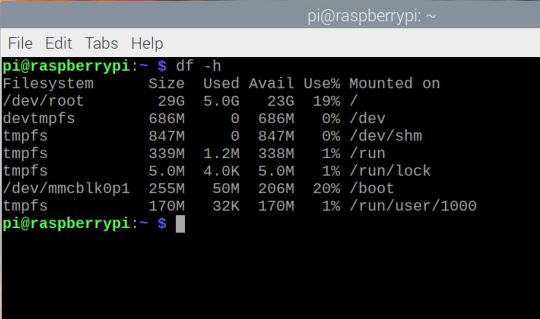 pi@raspberrypi: ~
File Edit Tabs Help
pi@raspberrypi:~ $ df -h
Filesystem      Size  Used Avail Use% Mounted on
/dev/root        29G  5.0G   23G  19% /
devtmpfs        686M     0  686M   0% /dev
tmpfs           847M     0  847M   0% /dev/shm
tmpfs           339M  1.2M  338M   1% /run
tmpfs           5.0M  4.0K  5.0M   1% /run/lock
/dev/mmcblk0p1  255M   50M  206M  20% /boot
tmpfs           170M   32K  170M   1% /run/user/1000
pi@raspberrypi:~ $